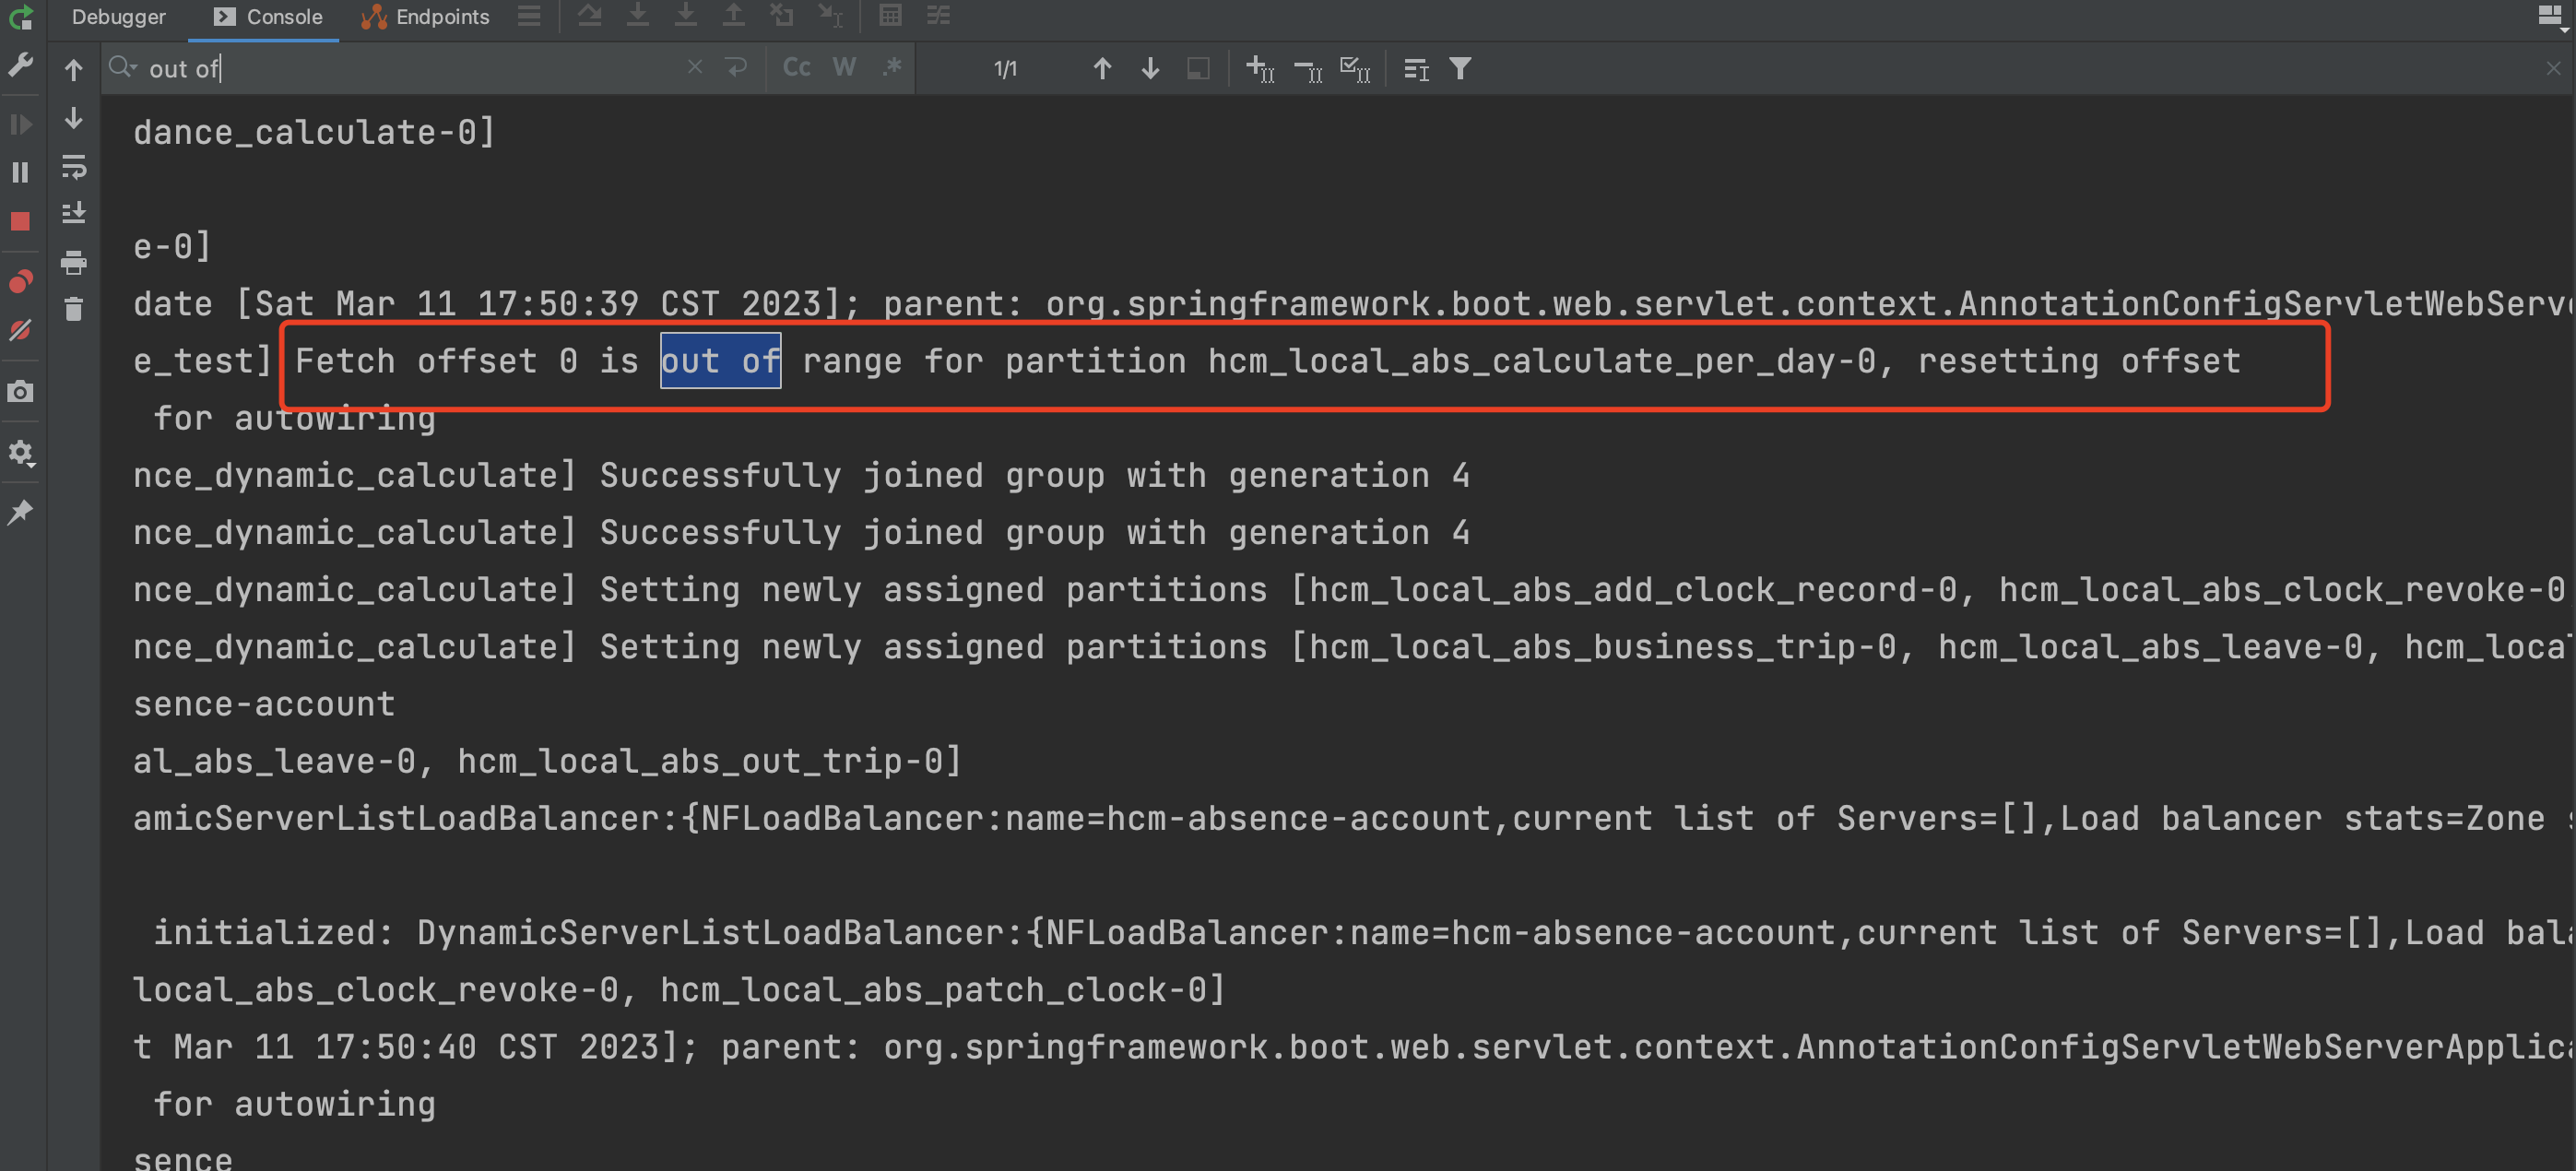 Debugger Console Endpoints
out of Cc W .* 1/1
dance_calculate-0]
e-0]
date [Sat Mar 11 17:50:39 CST 2023]; parent: org.springframework.boot.web.servlet.context.AnnotationConfigServletWebServe
e_test] Fetch offset 0 is out of range for partition hcm_local_abs_calculate_per_day-0, resetting offset
for autowiring
nce_dynamic_calculate] Successfully joined group with generation 4
nce_dynamic_calculate] Successfully joined group with generation 4
nce_dynamic_calculate] Setting newly assigned partitions [hcm_local_abs_add_clock_record-0, hcm_local_abs_clock_revoke-0
nce_dynamic_calculate] Setting newly assigned partitions [hcm_local_abs_business_trip-0, hcm_local_abs_leave-0, hcm_local
sence-account
al_abs_leave-0, hcm_local_abs_out_trip-0]
amicServerListLoadBalancer:{NFLoadBalancer:name=hcm-absence-account,current list of Servers=[],Load balancer stats=Zone s
initialized: DynamicServerListLoadBalancer:{NFLoadBalancer:name=hcm-absence-account,current list of Servers=[],Load bala
local_abs_clock_revoke-0, hcm_local_abs_patch_clock-0]
t Mar 11 17:50:40 CST 2023]; parent: org.springframework.boot.web.servlet.context.AnnotationConfigServletWebServerApplica
for autowiring
sence